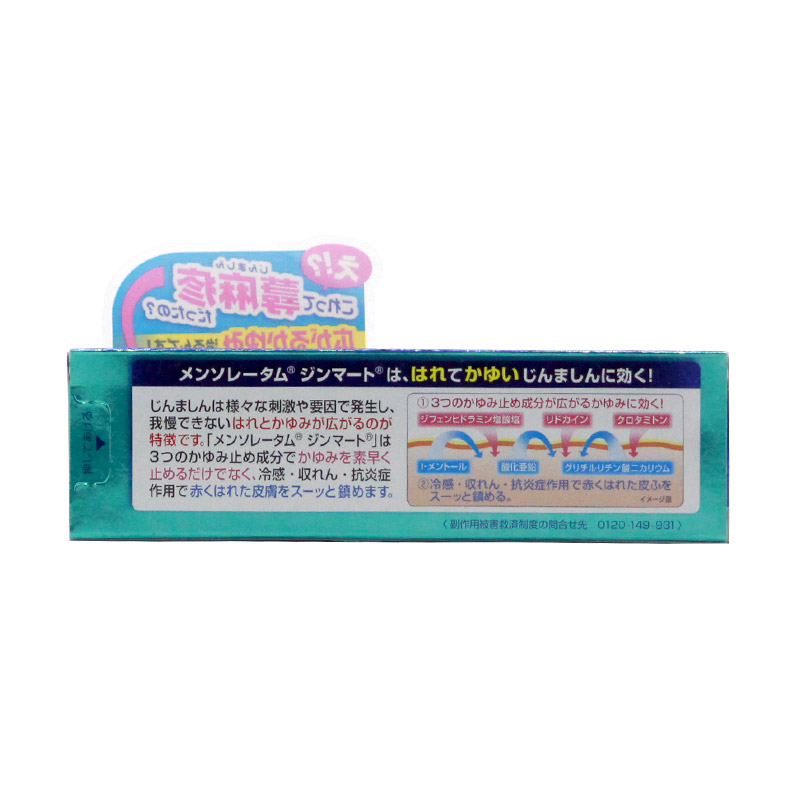 え!?
これって
じんましん
蕁麻疹
だったの?
広がるかゆみ
メンソレータム® ジンマート® は、はれてかゆいじんましんに効く!
じんましんは様々な刺激や要因で発生し、
我慢できないはれとかゆみが広がるのが
特徴です。「メンソレータム® ジンマート®」は
3つのかゆみ止め成分でかゆみを素早く
止めるだけでなく、冷感・収れん・抗炎症
作用で赤くはれた皮膚をスーッと鎮めます。
①3つのかゆみ止め成分が広がるかゆみに効く!
ジフェンヒドラミン塩酸塩 リドカイン クロタミトン
l-メントール 酸化亜鉛 グリチルリチン酸二カリウム
②冷感・収れん・抗炎症作用で赤くはれた皮ふを
スーッと鎮める。
イメージ図
〈副作用被害救済制度の問合せ先 0120-149-931〉